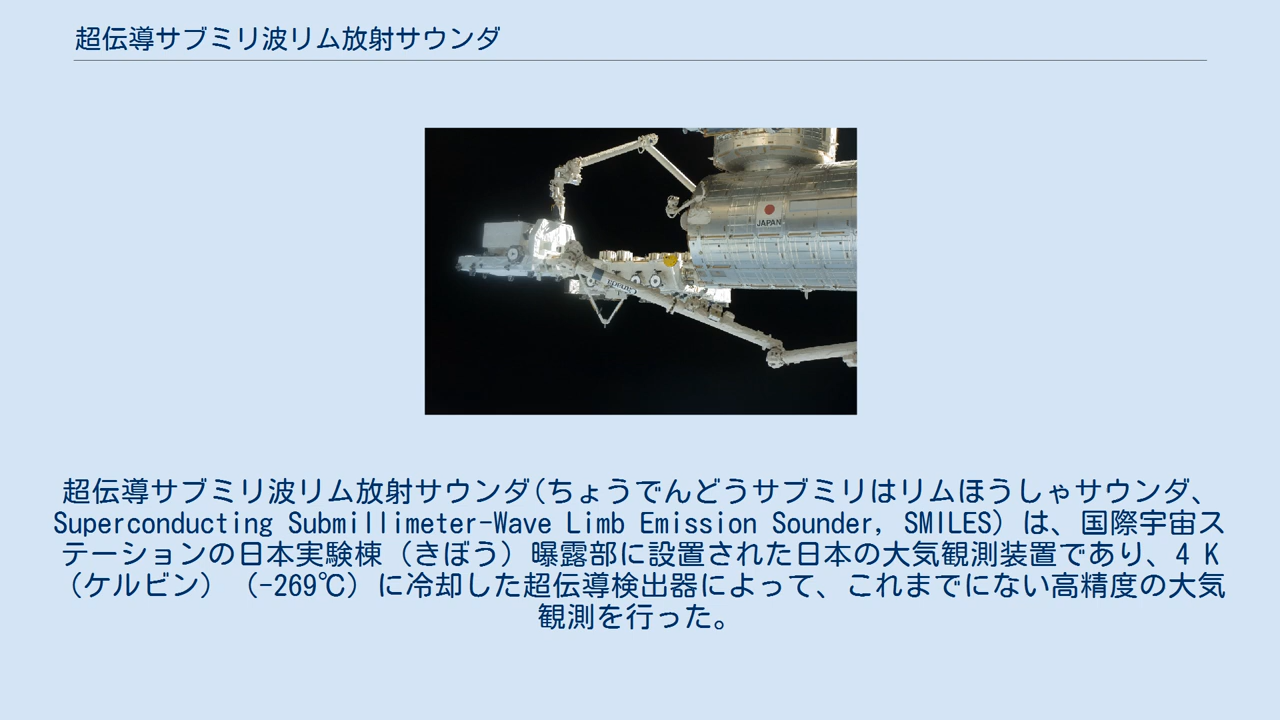 超伝導サブミリ波リム放射サウンダ
JAPAN
Canada
超伝導サブミリ波リム放射サウンダ(ちょうでんどうサブミリはリムほうしゃサウンダ、
Superconducting Submillimeter-Wave Limb Emission Sounder, SMILES）は、国際宇宙ス
テーションの日本実験棟（きぼう）曝露部に設置された日本の大気観測装置であり、4 K
（ケルビン）（-269℃）に冷却した超伝導検出器によって、これまでにない高精度の大気
観測を行った。